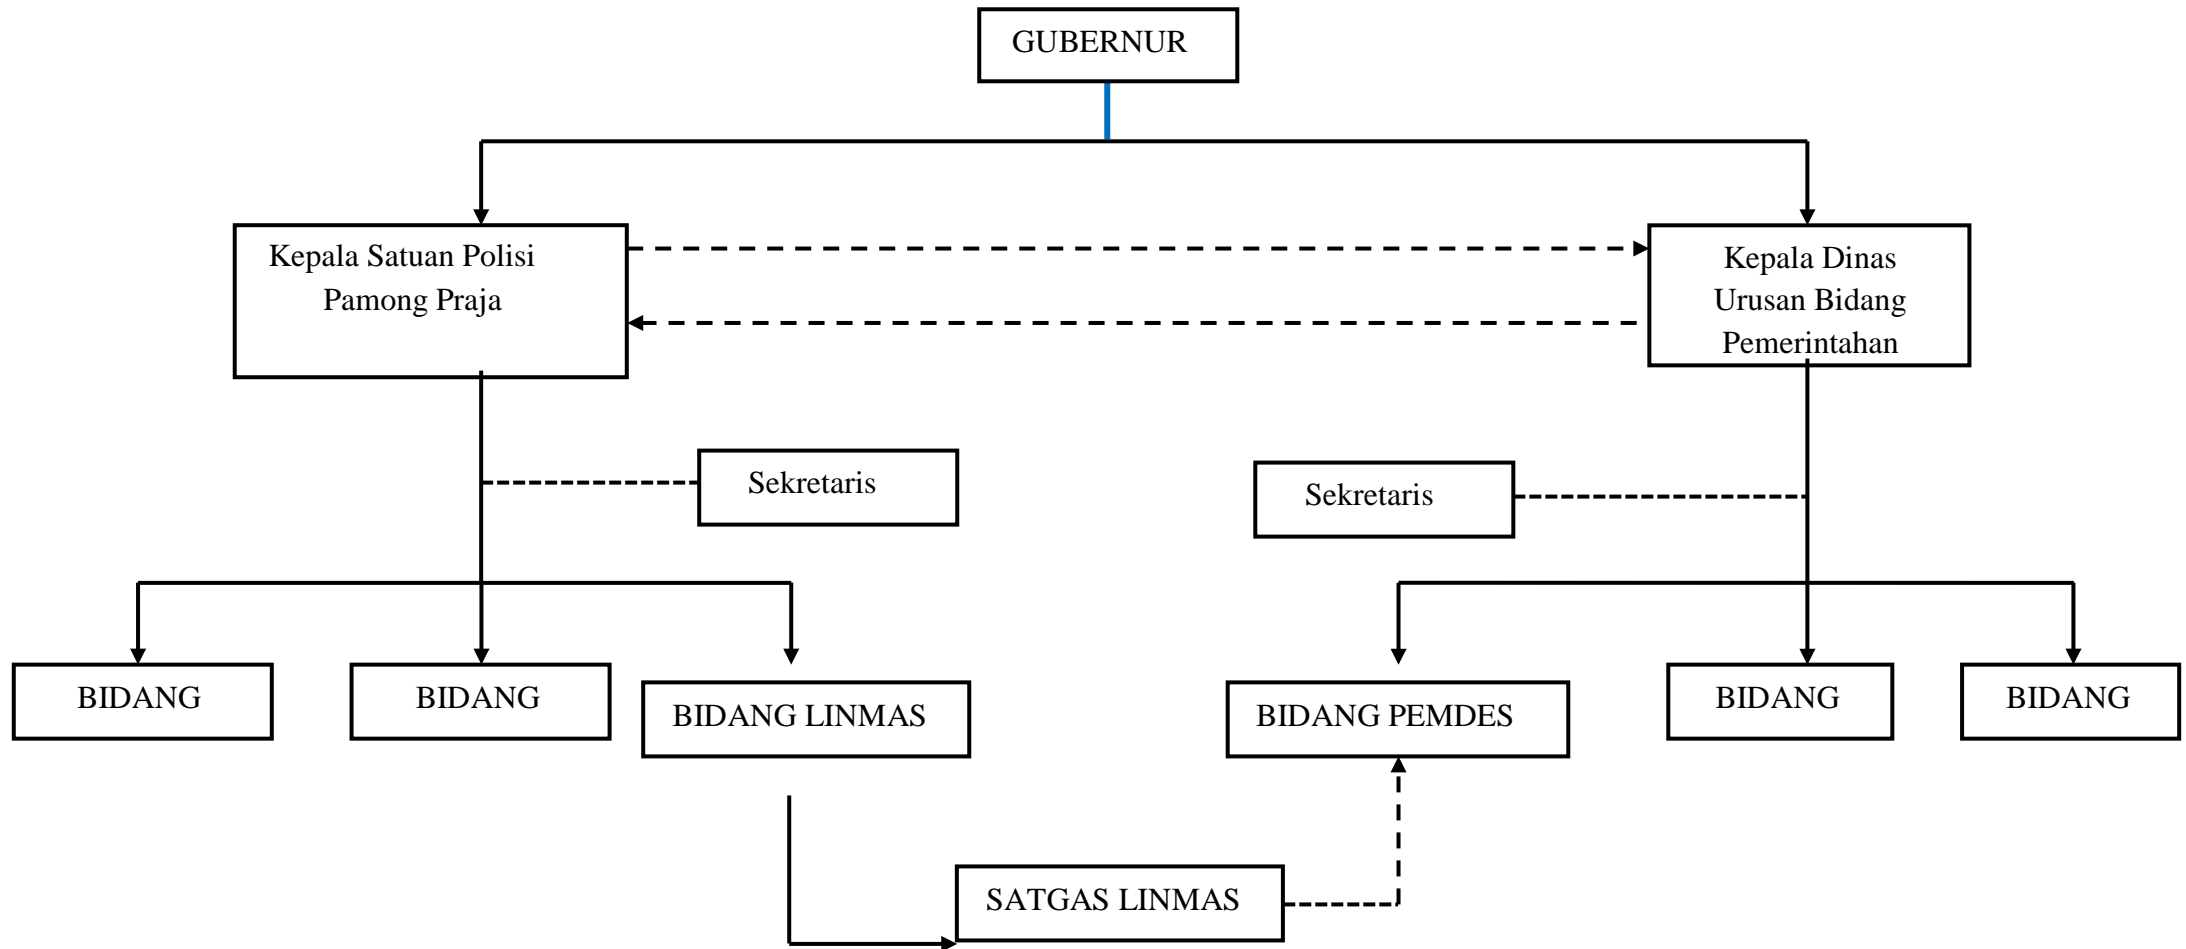 GUBERNUR
Kepala Satuan Polisi
Pamong Praja
Kepala Dinas
Urusan Bidang
Pemerintahan
Sekretaris
Sekretaris
BIDANG
BIDANG
BIDANG LINMAS
BIDANG PEMDES
BIDANG
BIDANG
SATGAS LINMAS